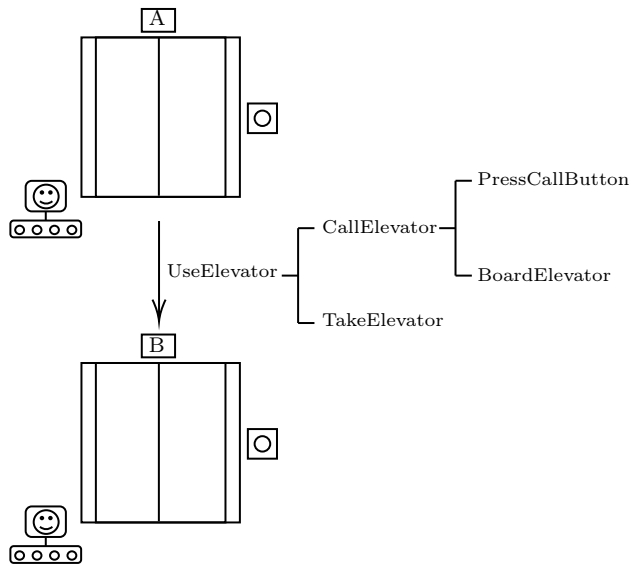 A
PressCallButton
CallElevator
UseElevator
BoardElevator
TakeElevator
B